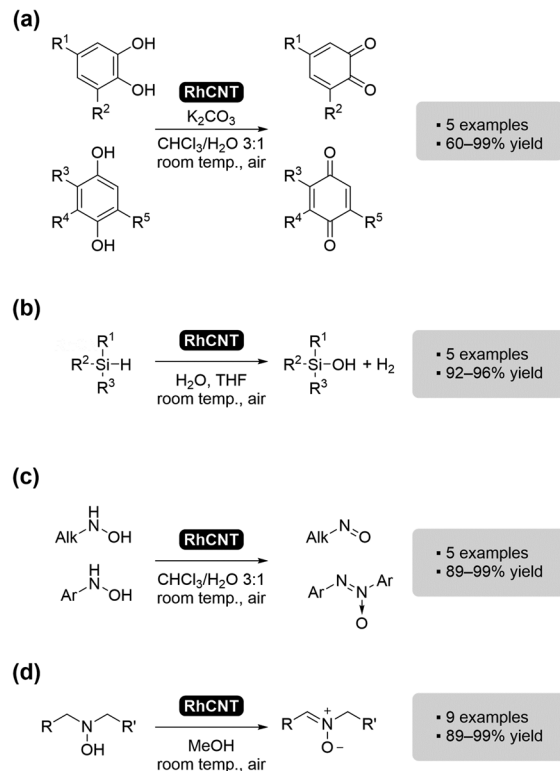 (a)
R1
OH
OH
R2
RhCNT
K2CO3
CHCl3/H2O 3:1
room temp., air
R1
O
O
R2
▪ 5 examples
▪ 60–99% yield
OH
R3
R4
R5
OH
O
R3
R4
R5
O
(b)
R1
R2-Si-H
R3
RhCNT
H2O, THF
room temp., air
R1
R2-Si-OH + H2
R3
▪ 5 examples
▪ 92–96% yield
(c)
H
N
Alk OH
H
N
Ar OH
RhCNT
CHCl3/H2O 3:1
room temp., air
N
Alk O
Ar
N N
Ar
O
▪ 5 examples
▪ 89–99% yield
(d)
R N R'
OH
RhCNT
MeOH
room temp., air
+
R N R'
O−
▪ 9 examples
▪ 89–99% yield